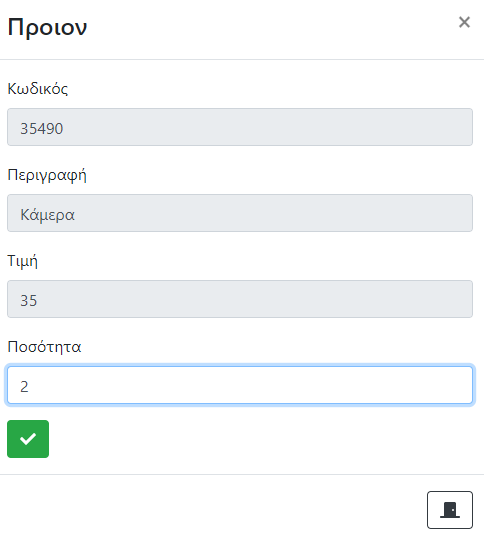 Προιον
×
Κωδικός
35490
Περιγραφή
Κάμερα
Τιμή
35
Ποσότητα
2